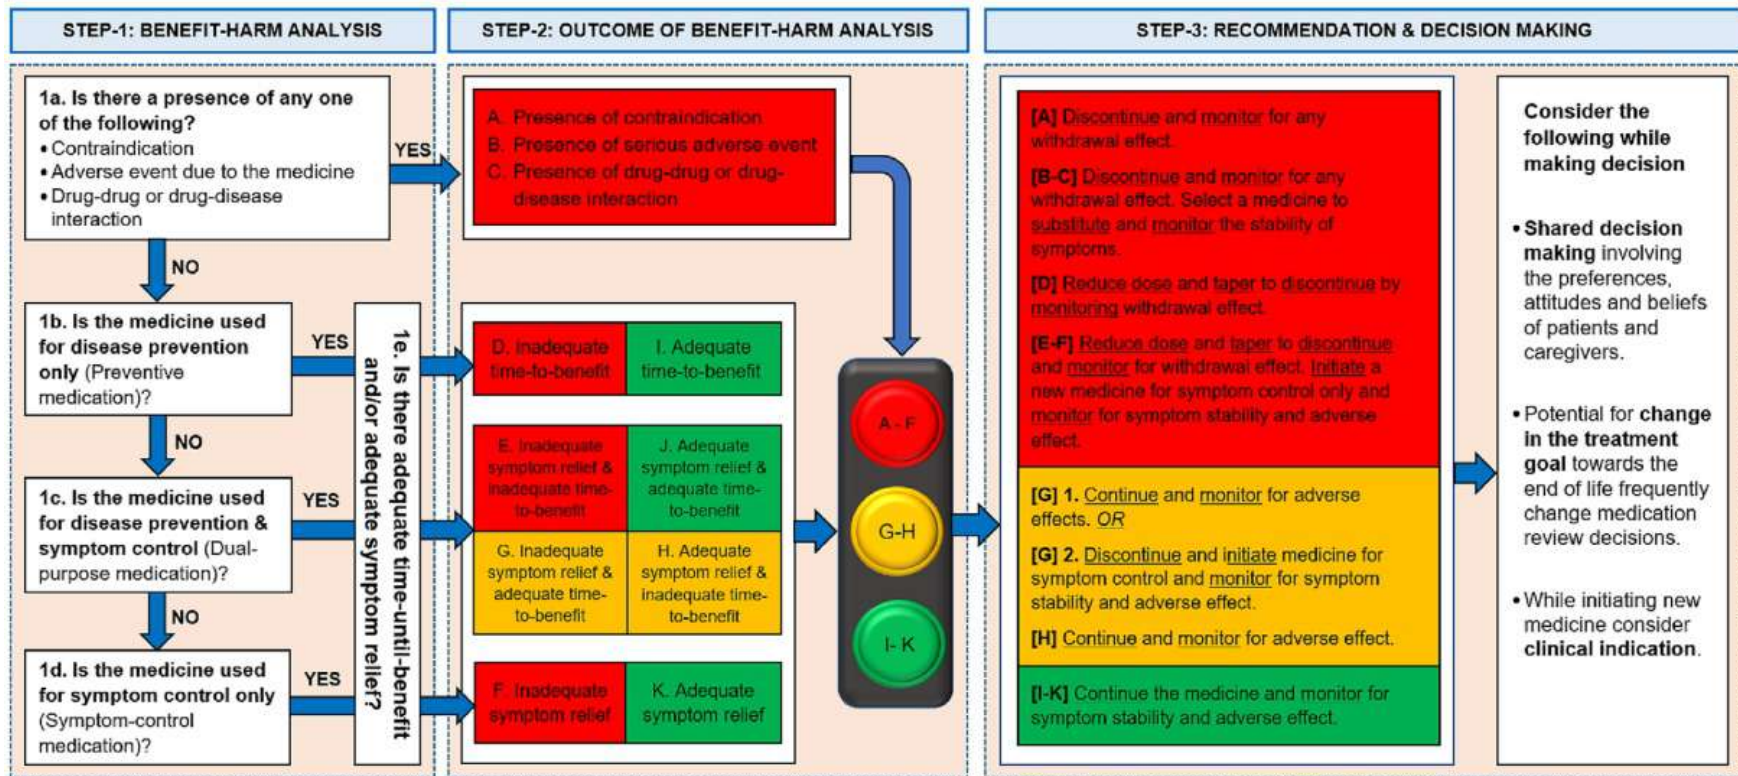 STEP-1: BENEFIT-HARM ANALYSIS
STEP-2: OUTCOME OF BENEFIT-HARM ANALYSIS
STEP-3: RECOMMENDATION & DECISION MAKING
1a. Is there a presence of any one
of the following?
• Contraindication
• Adverse event due to the medicine
• Drug-drug or drug-disease
interaction
YES
NO
1b. Is the medicine used
for disease prevention
only (Preventive
medication)?
YES
NO
1c. Is the medicine used
for disease prevention &
symptom control (Dual-
purpose medication)?
YES
NO
1d. Is the medicine used
for symptom control only
(Symptom-control
medication)?
YES
1e. Is there adequate time-until-benefit
and/or adequate symptom relief?
A. Presence of contraindication
B. Presence of serious adverse event
C. Presence of drug-drug or drug-
disease interaction
D. Inadequate
time-to-benefit
I. Adequate
time-to-benefit
E. Inadequate
symptom relief &
inadequate time-
to-benefit
J. Adequate
symptom relief &
adequate time-
to-benefit
G. Inadequate
symptom relief &
adequate time-
to-benefit
H. Adequate
symptom relief &
inadequate time-
to-benefit
F. Inadequate
symptom relief
K. Adequate
symptom relief
A - F
G-H
I- K
[A] Discontinue and monitor for any
withdrawal effect.
[B-C] Discontinue and monitor for any
withdrawal effect. Select a medicine to
substitute and monitor the stability of
symptoms.
[D] Reduce dose and taper to discontinue by
monitoring withdrawal effect.
[E-F] Reduce dose and taper to discontinue
and monitor for withdrawal effect. Initiate a
new medicine for symptom control only and
monitor for symptom stability and adverse
effect.
[G] 1. Continue and monitor for adverse
effects. OR
[G] 2. Discontinue and initiate medicine for
symptom control and monitor for symptom
stability and adverse effect.
[H] Continue and monitor for adverse effect.
[I-K] Continue the medicine and monitor for
symptom stability and adverse effect.
Consider the
following while
making decision
• Shared decision
making involving
the preferences,
attitudes and beliefs
of patients and
caregivers.
• Potential for change
in the treatment
goal towards the
end of life frequently
change medication
review decisions.
• While initiating new
medicine consider
clinical indication.